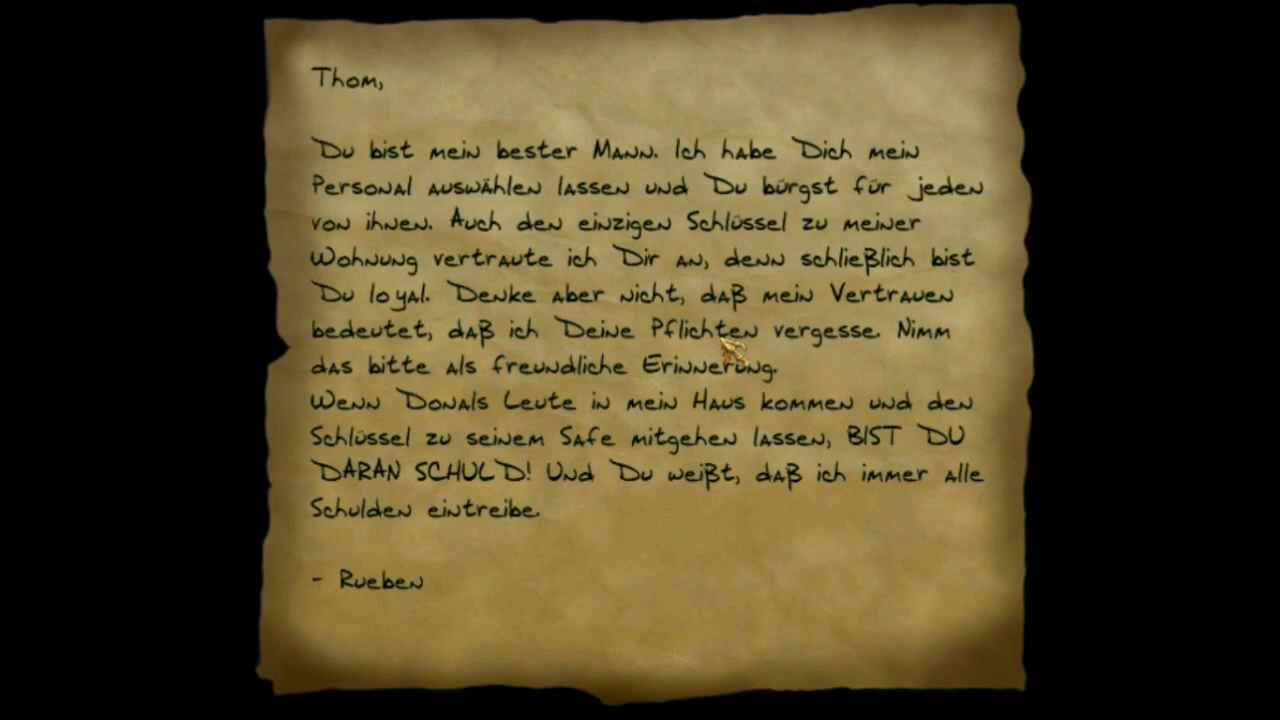 Thom,
Du bist mein bester Mann. Ich habe Dich mein
Personal auswählen lassen und Du bürgst für jeden
von ihnen. Auch den einzigen Schlüssel zu meiner
Wohnung vertraute ich Dir an, denn schließlich bist
Du loyal. Denke aber nicht, daß mein Vertrauen
bedeutet, daß ich Deine Pflichten vergesse. Nimm
das bitte als freundliche Erinnerung.
Wenn Donals Leute in mein Haus kommen und den
Schlüssel zu seinem Safe mitgehen lassen, BIST DU
DARAN SCHULD! Und Du weißt, daß ich immer alle
Schulden eintreibe.
- Rueben